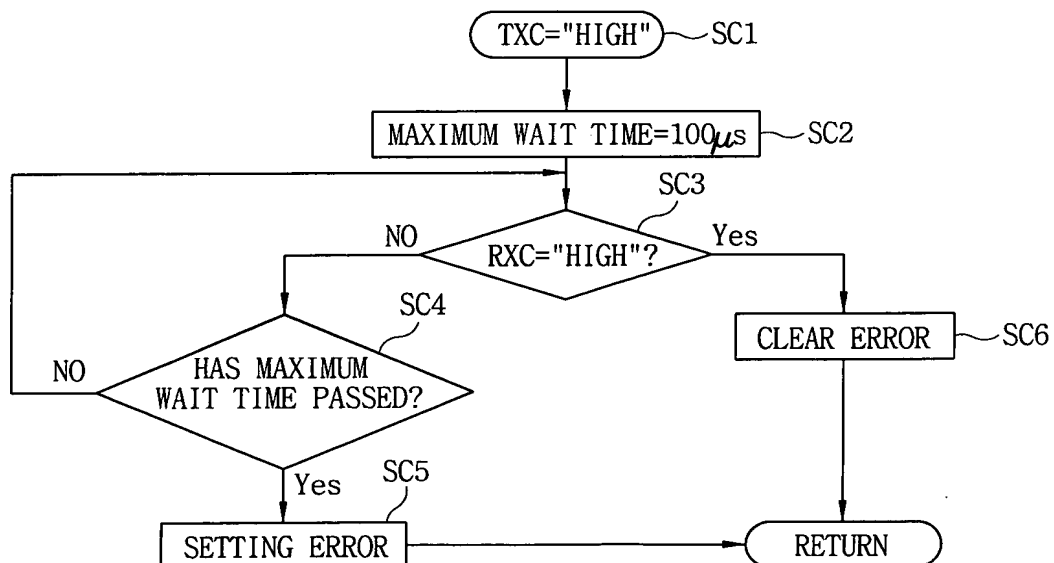 TXC="HIGH"
SC1
MAXIMUM WAIT TIME=100μs
SC2
SC3
RXC="HIGH"?
NO
Yes
SC4
HAS MAXIMUM
WAIT TIME PASSED?
NO
Yes
CLEAR ERROR
SC6
SC5
SETTING ERROR
RETURN